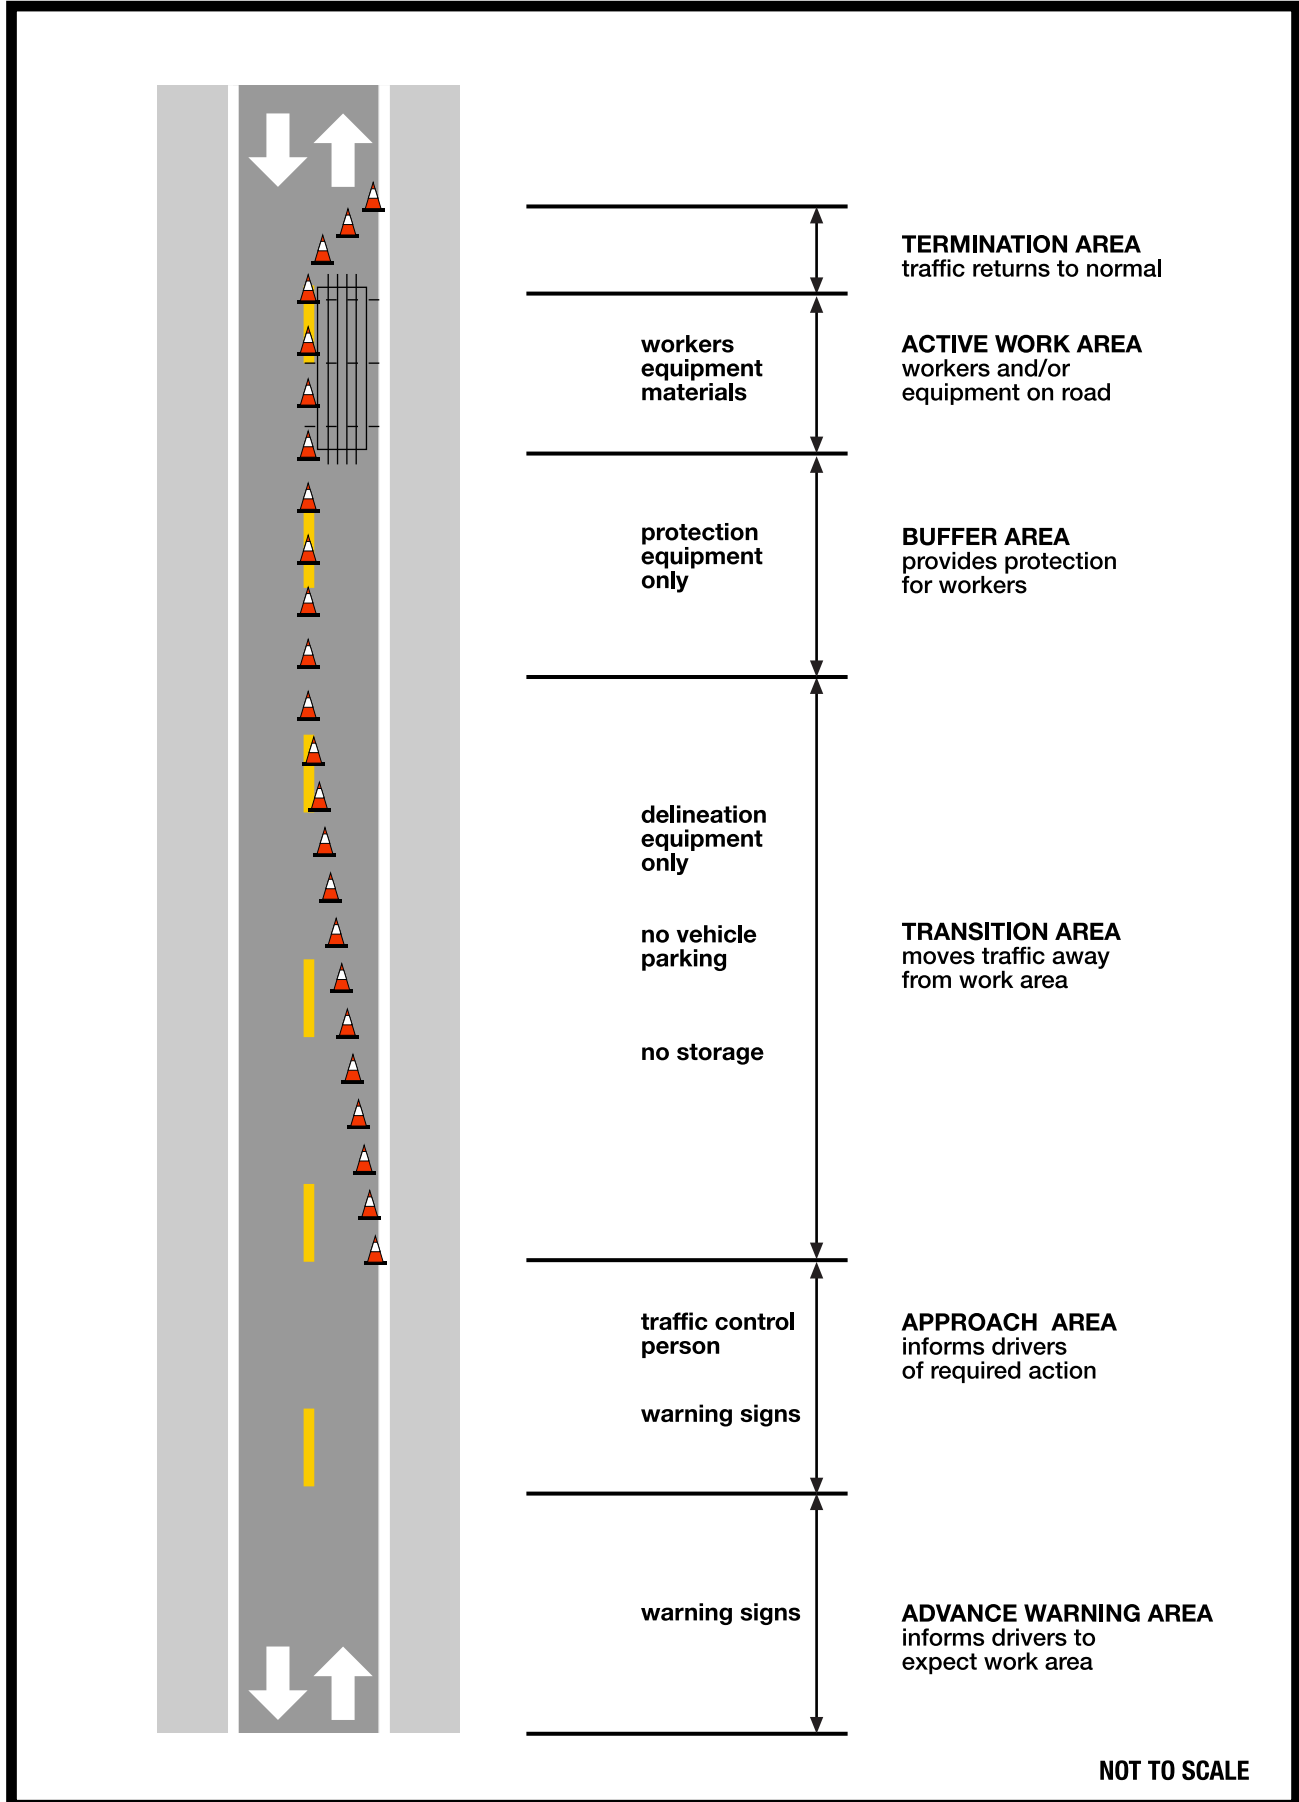 TERMINATION AREA
traffic returns to normal
workers
equipment
materials
ACTIVE WORK AREA
workers and/or
equipment on road
protection
equipment
only
BUFFER AREA
provides protection
for workers
delineation
equipment
only
no vehicle
parking
no storage
TRANSITION AREA
moves traffic away
from work area
traffic control
person
warning signs
APPROACH AREA
informs drivers
of required action
warning signs
ADVANCE WARNING AREA
informs drivers to
expect work area
NOT TO SCALE